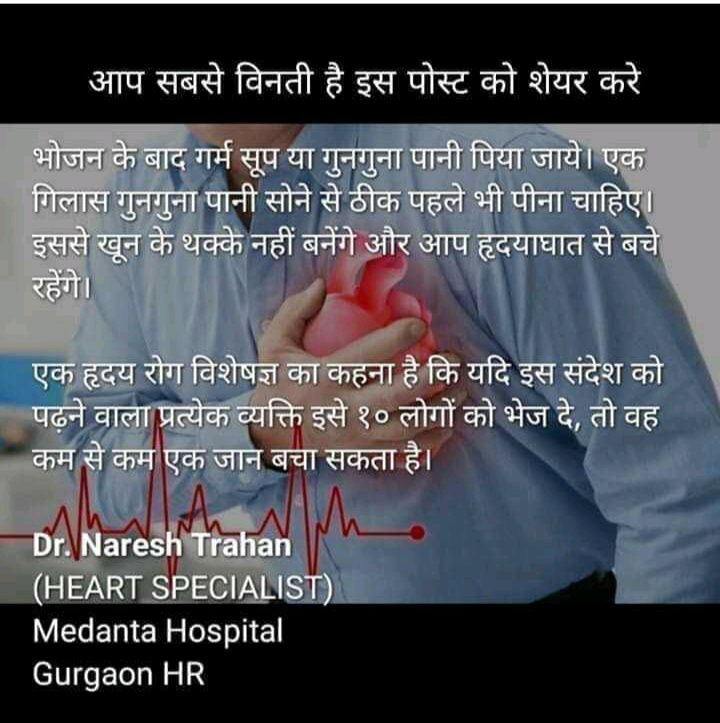 आप सबसे विनती है इस पोस्ट को शेयर करे
भोजन के बाद गर्म सूप या गुनगुना पानी पिया जाये। एक
गिलास गुनगुना पानी सोने से ठीक पहले भी पीना चाहिए।
इससे खून के थक्के नहीं बनेंगे और आप हृदयाघात से बचे
रहेंगे।
एक हृदय रोग विशेषज्ञ का कहना है कि यदि इस संदेश को
पढ़ने वाला प्रत्येक व्यक्ति इसे १० लोगों को भेज दे, तो वह
कम से कम एक जान बचा सकता है।
Dr. Naresh Trahan
(HEART SPECIALIST)
Medanta Hospital
Gurgaon HR